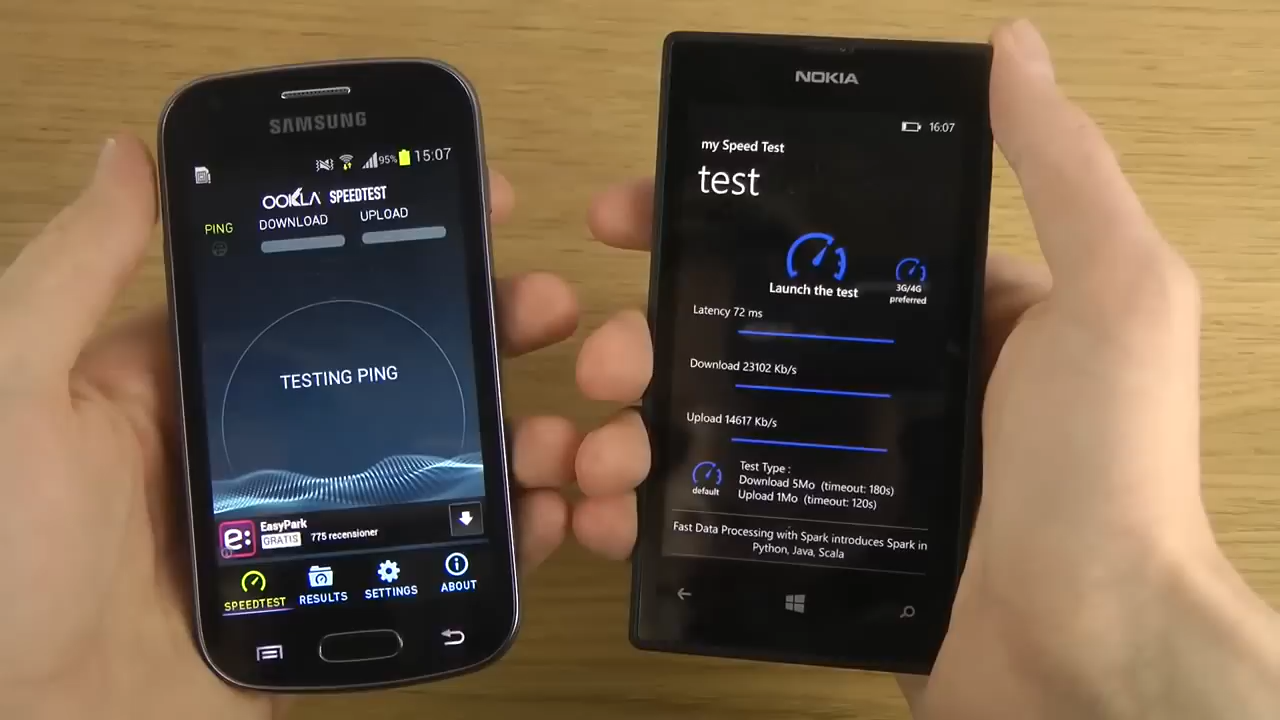 SAMSUNG
95% 15:07
OOKLA SPEEDTEST
PING DOWNLOAD UPLOAD
TESTING PING
EasyPark
GRATIS 775 recensioner
SPEEDTEST RESULTS SETTINGS ABOUT
NOKIA
16:07
my Speed Test
test
Launch the test
3G/4G
preferred
Latency 72 ms
Download 23102 Kb/s
Upload 14617 Kb/s
default
Test Type :
Download 5Mo (timeout: 180s)
Upload 1Mo (timeout: 120s)
Fast Data Processing with Spark introduces Spark in
Python, Java, Scala